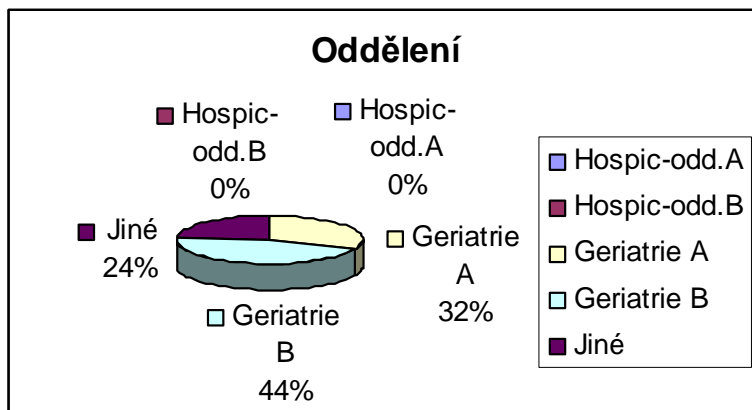 Oddělení
Hospic-
odd.B
0%
Hospic-
odd.A
0%
Jiné
24%
Geriatrie
A
32%
Geriatrie
B
44%
Hospic-odd.A
Hospic-odd.B
Geriatrie A
Geriatrie B
Jiné